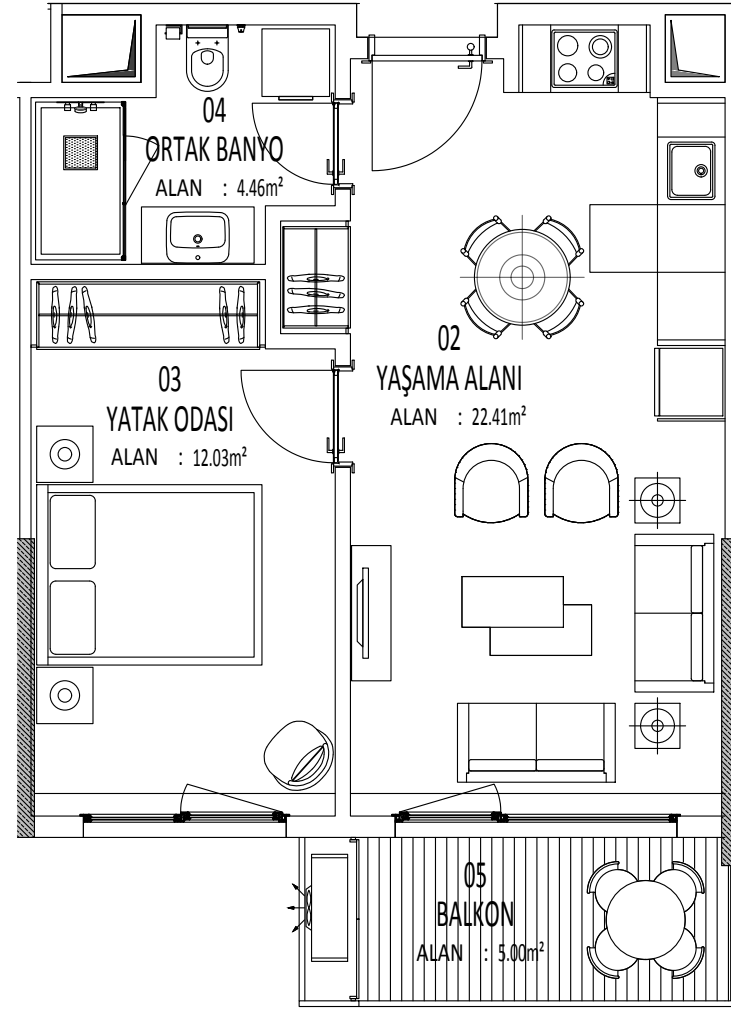 04
ORTAK BANYO
ALAN : 4.46m²
02
YAŞAMA ALANI
ALAN : 22.41m²
03
YATAK ODASI
ALAN : 12.03m²
05
BALKON
ALAN : 5.00m²